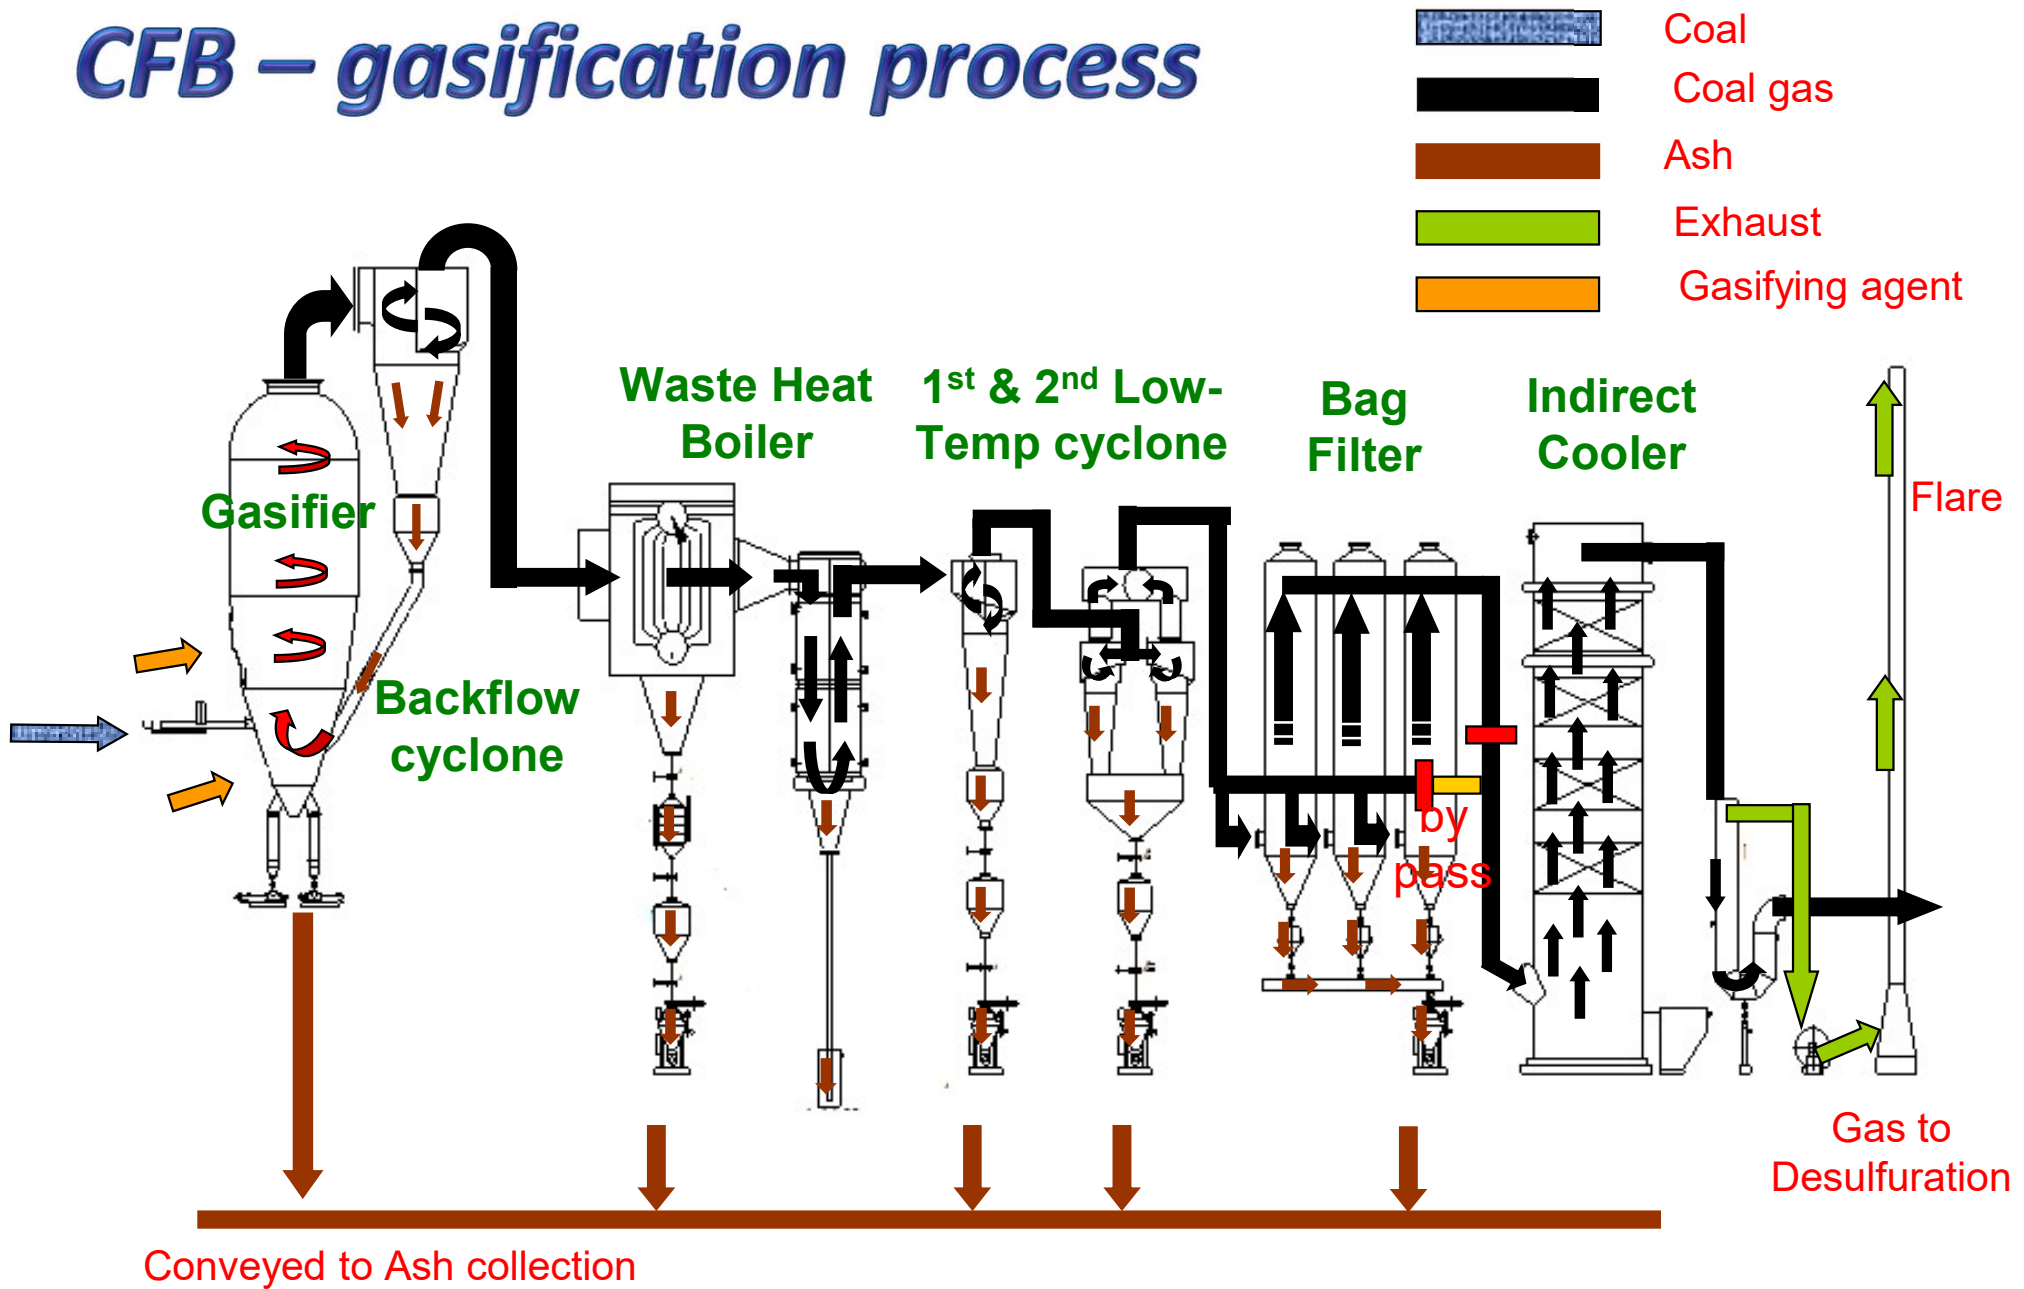 CFB – gasification process
Coal
Coal gas
Ash
Exhaust
Gasifying agent
Waste Heat
Boiler
1st & 2nd Low-
Temp cyclone
Bag
Filter
Indirect
Cooler
Gasifier
Flare
Backflow
cyclone
by
pass
Gas to
Desulfuration
Conveyed to Ash collection